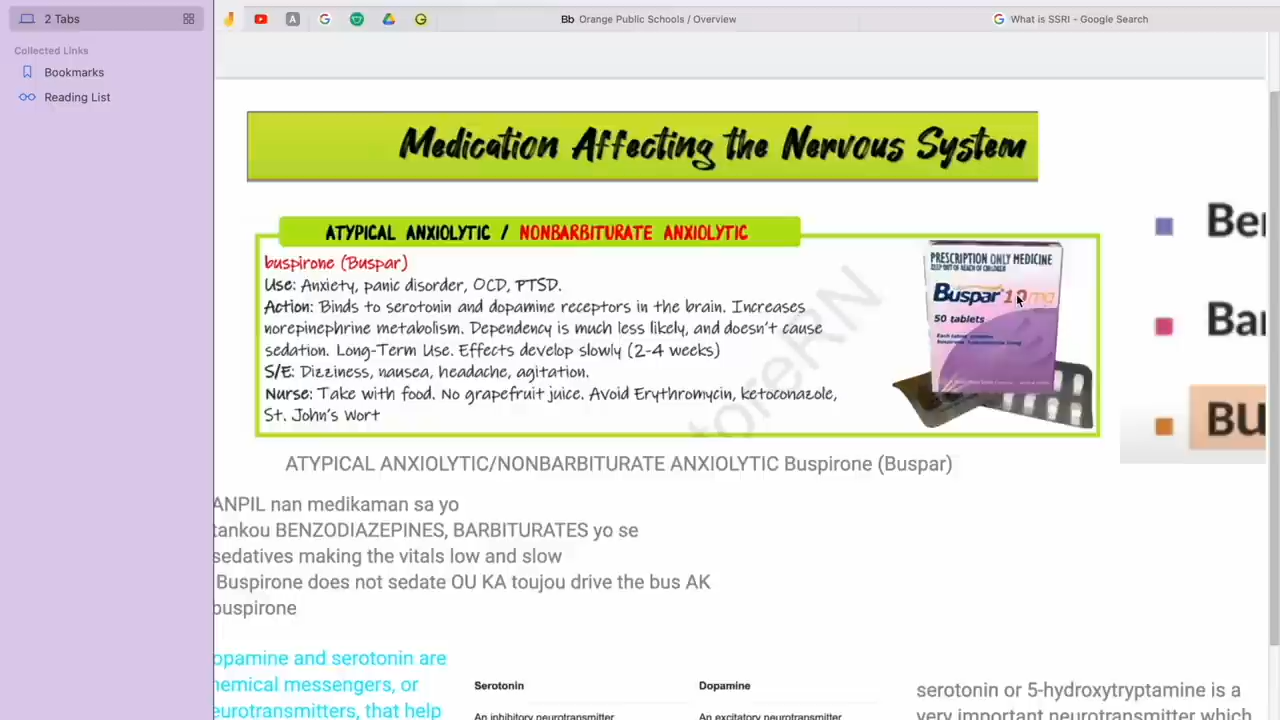 2 Tabs
Bb Orange Public Schools / Overview
What is SSRI - Google Search
Collected Links
Bookmarks
Reading List
Medication Affecting the Nervous System
ATYPICAL ANXIOLYTIC / NONBARBITURATE ANXIOLYTIC
buspirone (Buspar)
Use: Anxiety, panic disorder, OCD, PTSD.
Action: Binds to serotonin and dopamine receptors in the brain. Increases
norepinephrine metabolism. Dependency is much less likely, and doesn't cause
sedation. Long-Term Use. Effects develop slowly (2-4 weeks)
S/E: Dizziness, nausea, headache, agitation.
Nurse: Take with food. No grapefruit juice. Avoid Erythromycin, ketoconazole,
St. John's Wort
PRESCRIPTION ONLY MEDICINE
KEEP OUT OF REACH OF CHILDREN
Buspar 10mg
50 tablets
toreRN
Ber
Bar
BU
ATYPICAL ANXIOLYTIC/NONBARBITURATE ANXIOLYTIC Buspirone (Buspar)
ANPIL nan medikaman sa yo
tankou BENZODIAZEPINES, BARBITURATES yo se
sedatives making the vitals low and slow
Buspirone does not sedate OU KA toujou drive the bus AK
buspirone
opamine and serotonin are
hemical messengers, or
eurotransmitters, that help
Serotonin
An inhibitory neurotransmitter
Dopamine
An excitatory neurotransmitter
serotonin or 5-hydroxytryptamine is a
very important neurotransmitter which